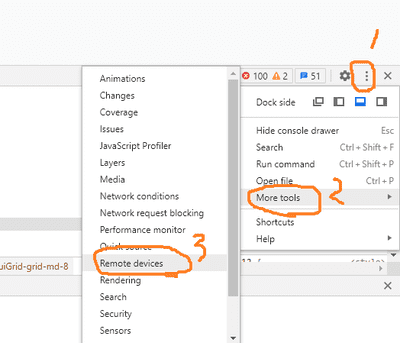 1
100 2 51
Dock side
Hide console drawer Esc
Search Ctrl + Shift + F
Run command Ctrl + Shift + P
Open file Ctrl + P
More tools 2
Shortcuts
Help
Animations
Changes
Coverage
Issues
JavaScript Profiler
Layers
Media
Network conditions
Network request blocking
Performance monitor
Quick source 3
Remote devices
Rendering
Search
Security
Sensors
uiGrid-grid-md-8
<style>